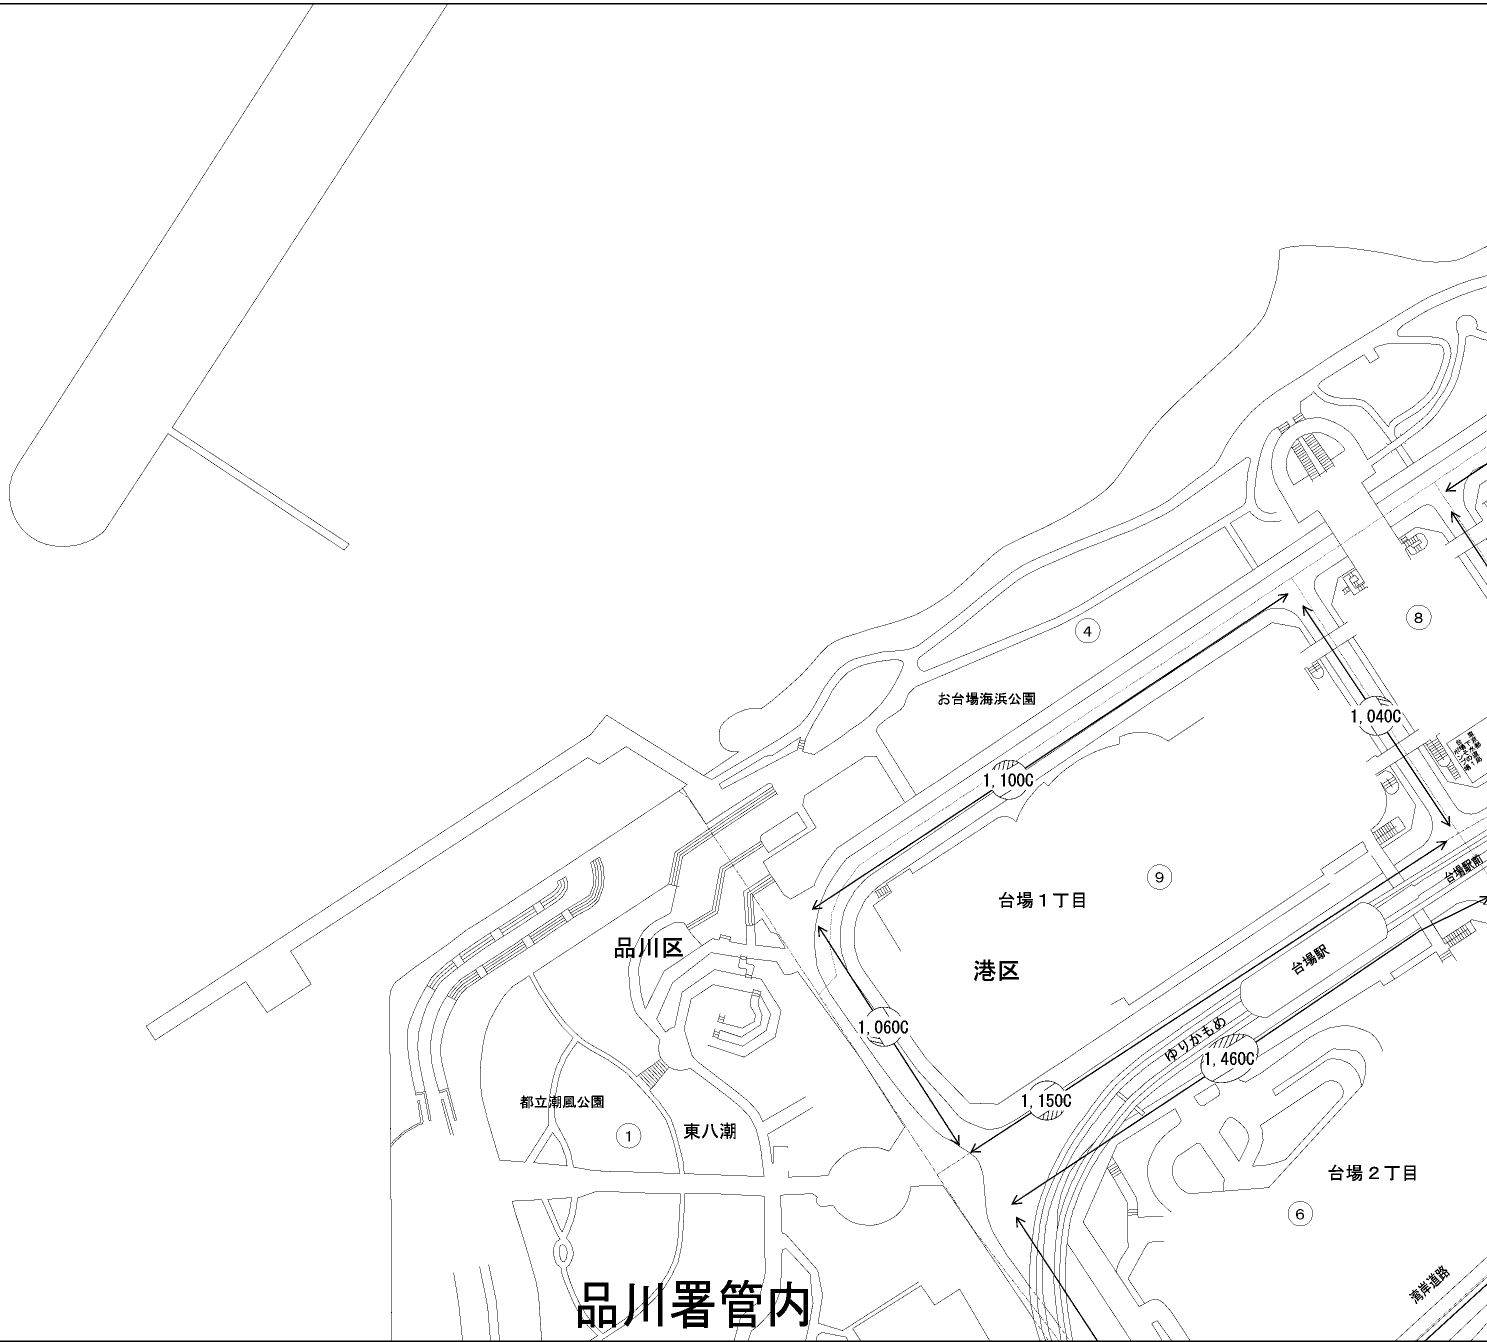 4
8
お台場海浜公園
1,040C
1,100C
台場駅前
9
台場1丁目
品川区
港区
台場駅
1,060C
ゆりかもめ
1,460C
1,150C
都立潮風公園
1
東八潮
台場2丁目
6
湾岸道路
品川署管内